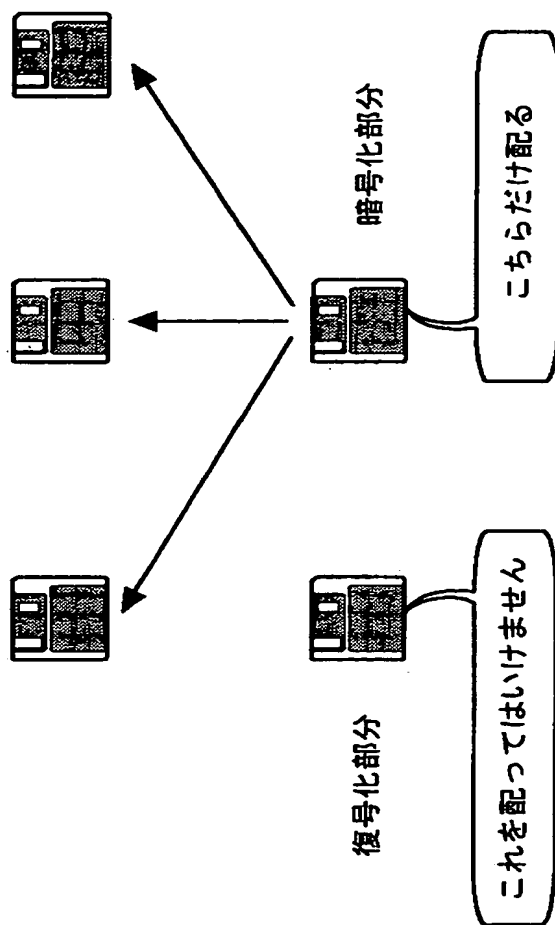 復号化部分
暗号化部分
これを配ってはいけません
こちらだけ配る